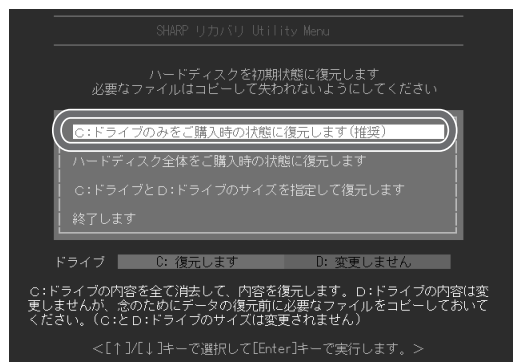 SHARP リカバリ Utility Menu
ハードディスクを初期状態に復元します
必要なファイルはコピーして失われないようにしてください
C:ドライブのみをご購入時の状態に復元します(推奨)
ハードディスク全体をご購入時の状態に復元します
C:ドライブとD:ドライブのサイズを指定して復元します
終了します
ドライブ C: 復元します D: 変更しません
C:ドライブの内容を全て消去して、内容を復元します。D:ドライブの内容は変
更しませんが、念のためにデータの復元前に必要なファイルをコピーしておいて
ください。(CとD:ドライブのサイズは変更されません)
<[↑]/[↓]キーで選択して[Enter]キーで実行します。>